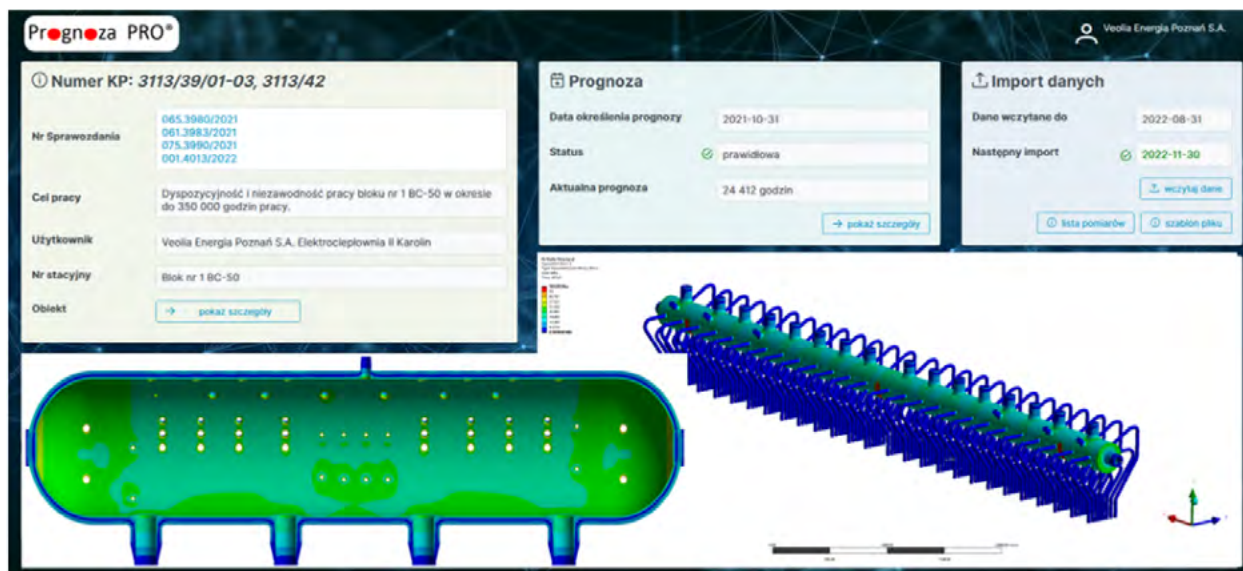 Prognoza PRO®
Veolia Energia Poznań S.A.
Numer KP: 3113/39/01-03, 3113/42
Nr Sprawozdania
065.3980/2021
061.3983/2021
075.3990/2021
001.4013/2022
Cel pracy
Dyspozycyjność i niezawodność pracy bloku nr 1 BC-50 w okresie
do 350 000 godzin pracy.
Użytkownik
Veolia Energia Poznań S.A. Elektrociepłownia II Karolin
Nr stacyjny
Blok nr 1 BC-50
Obiekt
pokaż szczegóły
Prognoza
Data określenia prognozy
2021-10-31
Status
prawidłowa
Aktualna prognoza
24 412 godzin
pokaż szczegóły
Import danych
Dane wczytane do
2022-08-31
Następny import
2022-11-30
wczytaj dane
lista pomiarów
szablon pliku